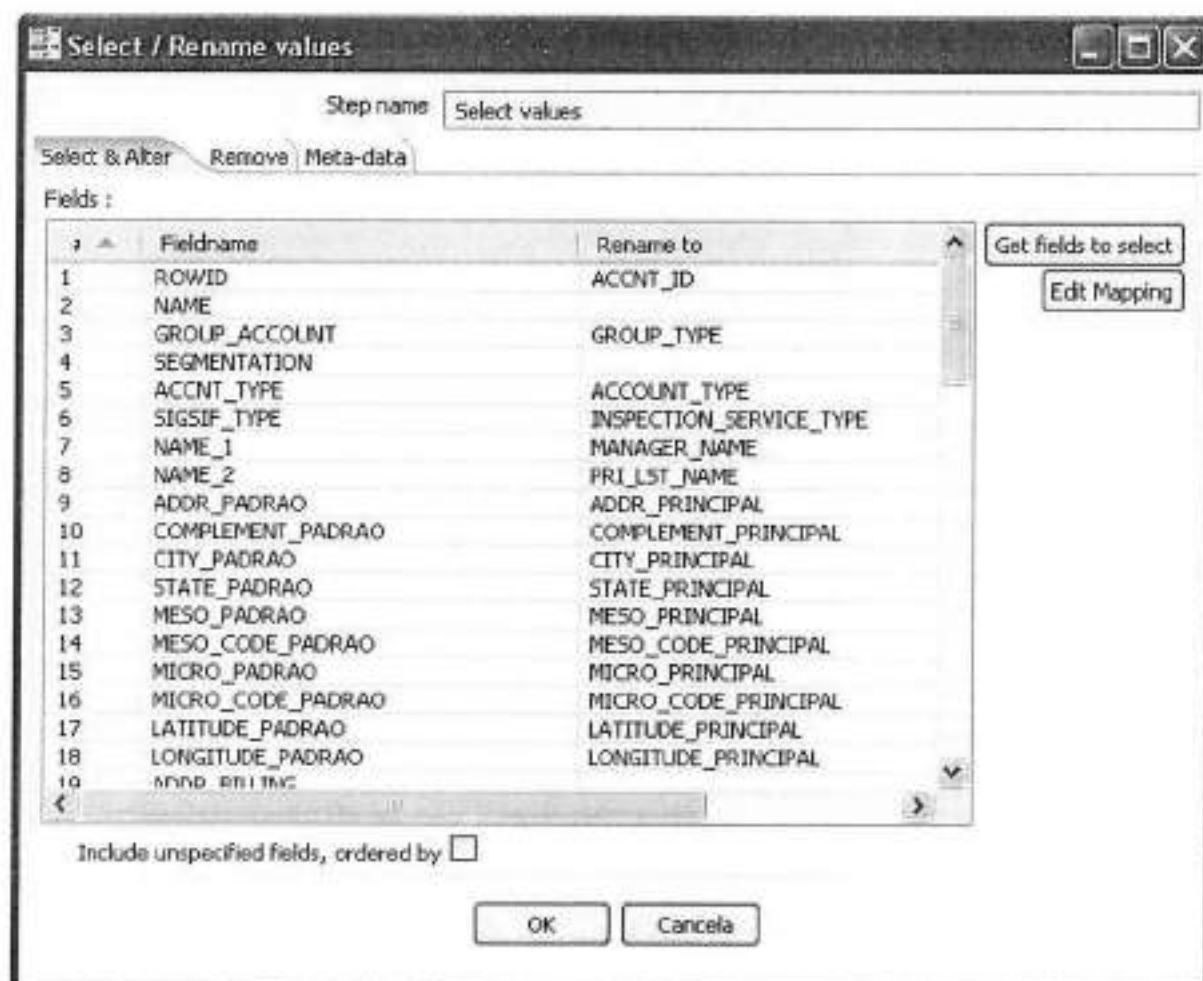 Select / Rename values
Step name Select values
Select & Alter Remove Meta-data
Fields :
Fieldname Rename to Get fields to select
1 ROWID ACCNT_ID Edit Mapping
2 NAME
3 GROUP_ACCOUNT GROUP_TYPE
4 SEGMENTATION
5 ACCNT_TYPE ACCOUNT_TYPE
6 SIGSIF_TYPE INSPECTION_SERVICE_TYPE
7 NAME_1 MANAGER_NAME
8 NAME_2 PRI_LST_NAME
9 ADDR_PADRAO ADDR_PRINCIPAL
10 COMPLEMENT_PADRAO COMPLEMENT_PRINCIPAL
11 CITY_PADRAO CITY_PRINCIPAL
12 STATE_PADRAO STATE_PRINCIPAL
13 MESO_PADRAO MESO_PRINCIPAL
14 MESO_CODE_PADRAO MESO_CODE_PRINCIPAL
15 MICRO_PADRAO MICRO_PRINCIPAL
16 MICRO_CODE_PADRAO MICRO_CODE_PRINCIPAL
17 LATITUDE_PADRAO LATITUDE_PRINCIPAL
18 LONGITUDE_PADRAO LONGITUDE_PRINCIPAL
19 ADDR_BILLING
Include unspecified fields, ordered by
OK Cancela